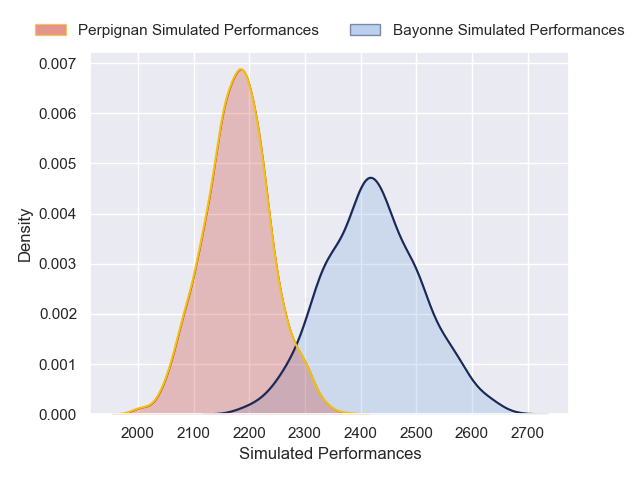 Perpignan Simulated Performances
Bayonne Simulated Performances
0.007
0.006
0.005
0.004
0.003
0.002
0.001
0.000
Density
2000 2100 2200 2300 2400 2500 2600 2700
Simulated Performances